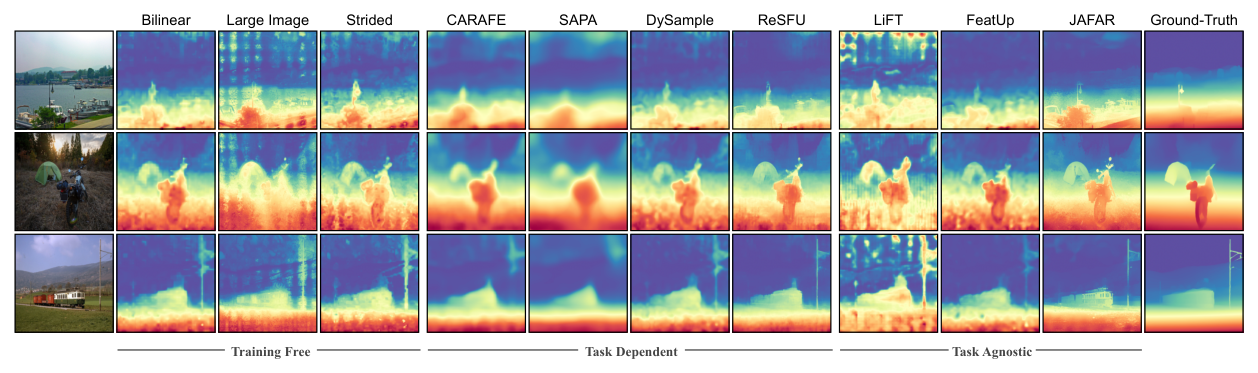 Bilinear Large Image Strided CARAFE SAPA DySample ReSFU LiFT FeatUp JAFAR Ground-Truth
Training Free Task Dependent Task Agnostic